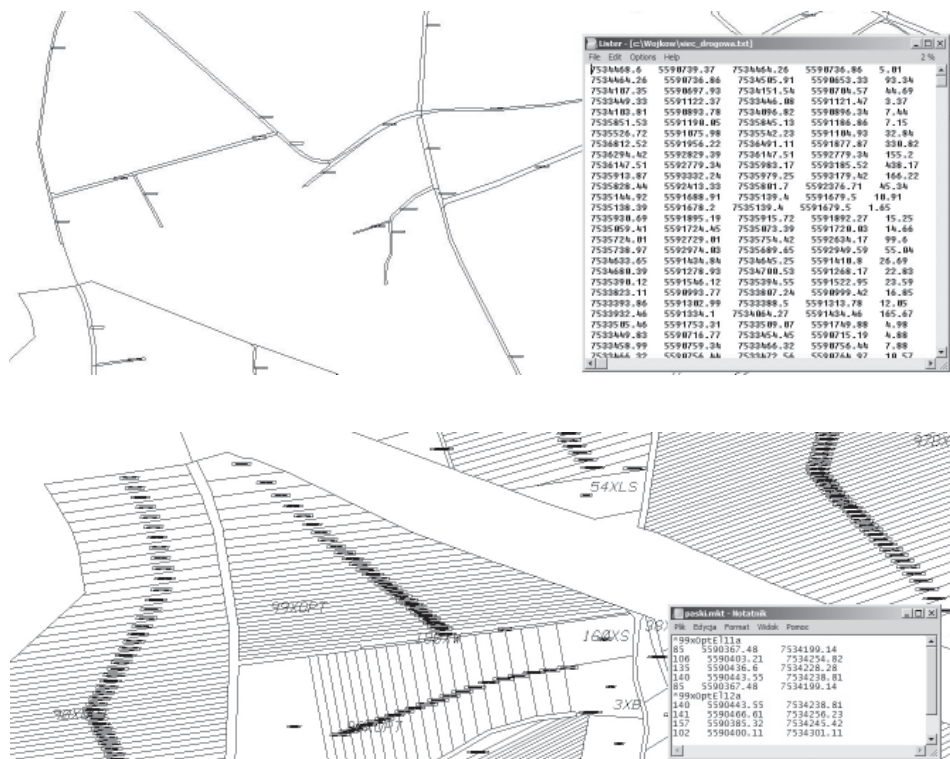 Lister - [c:\Wojkow\siec_drogowa.txt]
File Edit Options Help 2 %
7534468.6 5590739.37 7534464.26 5590736.86 5.01
7534464.26 5590736.86 7534505.91 5590653.33 93.34
7534107.35 5590697.93 7534151.54 5590704.57 44.69
7533449.33 5591122.37 7533446.08 5591121.47 3.37
7534103.81 5590893.78 7534096.82 5590896.34 7.44
7535851.53 5591190.05 7535845.13 5591186.86 7.15
7535526.72 5591075.98 7535542.23 5591104.93 32.84
7536812.52 5591956.22 7536491.11 5591877.87 330.82
7536294.42 5592829.39 7536147.51 5592779.34 155.2
7536147.51 5592779.34 7535983.17 5593185.52 438.17
7535913.87 5593332.24 7535979.25 5593179.42 166.22
7535828.44 5592413.33 7535801.7 5592376.71 45.34
7535144.92 5591688.91 7535139.4 5591679.5 10.91
7535138.39 5591678.2 7535139.4 5591679.5 1.65
7535930.69 5591895.19 7535915.72 5591892.27 15.25
7535059.41 5591724.45 7535073.39 5591720.03 14.66
7535724.01 5592729.01 7535754.42 5592634.17 99.6
7535738.97 5592974.03 7535689.65 5592949.59 55.04
7534633.65 5591434.84 7534645.25 5591410.8 26.69
7534680.39 5591278.93 7534700.53 5591268.17 22.83
7535390.12 5591546.12 7535394.55 5591522.95 23.59
7533823.11 5590993.77 7533807.24 5590999.42 16.85
7533393.86 5591302.99 7533388.5 5591313.78 12.05
7533932.46 5591334.1 7534064.27 5591434.46 165.67
7533505.46 5591753.31 7533509.07 5591749.88 4.98
7533449.83 5590716.77 7533454.45 5590715.19 4.88
7533458.99 5590759.34 7533466.32 5590756.44 7.88
7533466.32 5590756.44 7533472.56 5590764.97 10.57
54XLS
99XOPT
160XS
3XB
paski.mkt - Notatnik
Plik Edycja Format Widok Pomoc
*99xOptEl11a
85 5590367.48 7534199.14
106 5590403.21 7534254.82
135 5590436.6 7534228.28
140 5590443.55 7534238.81
85 5590367.48 7534199.14
*99xOptEl12a
140 5590443.55 7534238.81
141 5590466.61 7534256.23
157 5590385.32 7534245.42
102 5590400.11 7534301.11